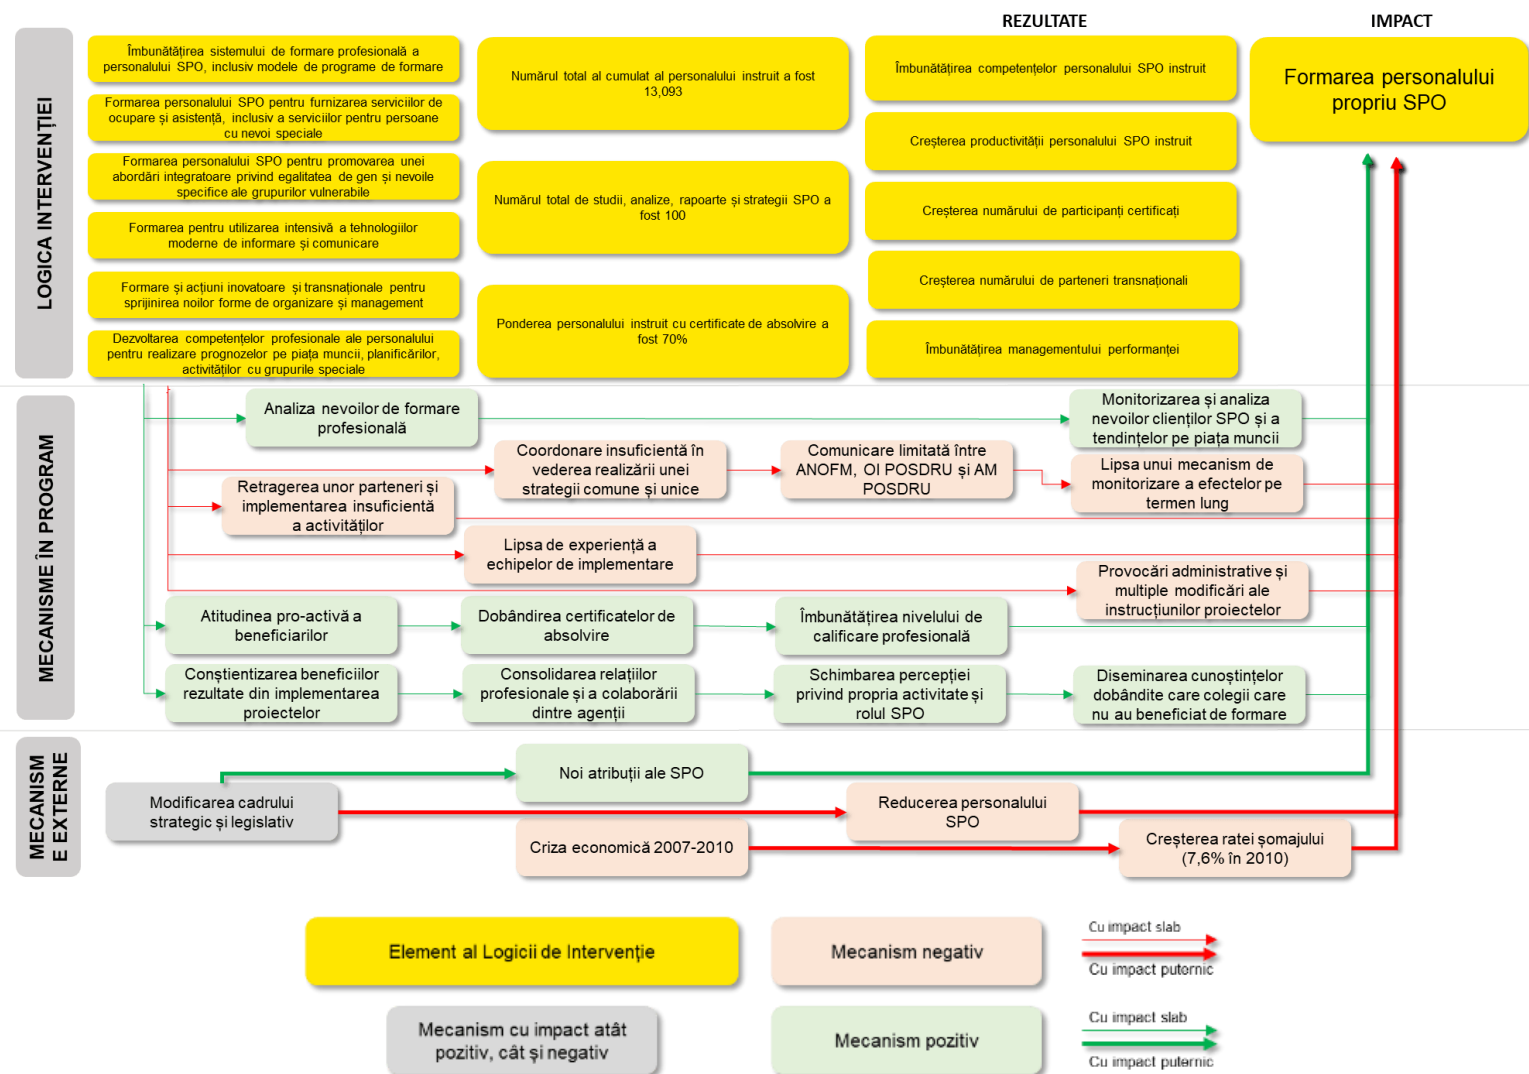 REZULTATE
IMPACT
LOGICA INTERVENȚIEI
Îmbunătățirea sistemului de formare profesională a
personalului SPO, inclusiv modele de programe de formare
Formarea personalului SPO pentru furnizarea serviciilor de
ocupare și asistență, inclusiv a serviciilor pentru persoane
cu nevoi speciale
Formarea personalului SPO pentru promovarea unei
abordări integratoare privind egalitatea de gen și nevoile
specifice ale grupurilor vulnerabile
Formarea pentru utilizarea intensivă a tehnologiilor
moderne de informare și comunicare
Formare și acțiuni inovatoare și transnaționale pentru
sprijinirea noilor forme de organizare și management
Dezvoltarea competențelor profesionale ale personalului
pentru realizare prognozelor pe piața muncii, planificărilor,
activităților cu grupurile speciale
Numărul total al cumulat al personalului instruit a fost
13,093
Numărul total de studii, analize, rapoarte și strategii SPO a
fost 100
Ponderea personalului instruit cu certificate de absolvire a
fost 70%
Îmbunătățirea competențelor personalului SPO instruit
Creșterea productivității personalului SPO instruit
Creșterea numărului de participanți certificați
Creșterea numărului de parteneri transnaționali
Îmbunătățirea managementului performanței
Formarea personalului
propriu SPO
MECANISME ÎN PROGRAM
Analiza nevoilor de formare
profesională
Monitorizarea și analiza
nevoilor clienților SPO și a
tendințelor pe piața muncii
Coordonare insuficientă în
vederea realizării unei
strategii comune și unice
Comunicare limitată între
ANOFM, OI POSDRU și AM
POSDRU
Lipsa unui mecanism de
monitorizare a efectelor pe
termen lung
Retragerea unor parteneri și
implementarea insuficientă
a activităților
Lipsa de experiență a
echipelor de implementare
Provocări administrative și
multiple modificări ale
instrucțiunilor proiectelor
Atitudinea pro-activă a
beneficiarilor
Dobândirea certificatelor de
absolvire
Îmbunătățirea nivelului de
calificare profesională
Conștientizarea beneficiilor
rezultate din implementarea
proiectelor
Consolidarea relațiilor
profesionale și a colaborării
dintre agenții
Schimbarea percepției
privind propria activitate și
rolul SPO
Diseminarea cunoștințelor
dobândite care colegii care
nu au beneficiat de formare
MECANISM
E EXTERNE
Noi atribuții ale SPO
Modificarea cadrului
strategic și legislativ
Reducerea personalului
SPO
Criza economică 2007-2010
Creșterea ratei șomajului
(7,6% în 2010)
Element al Logicii de Intervenție
Mecanism negativ
Cu impact slab
Cu impact puternic
Mecanism cu impact atât
pozitiv, cât și negativ
Mecanism pozitiv
Cu impact slab
Cu impact puternic